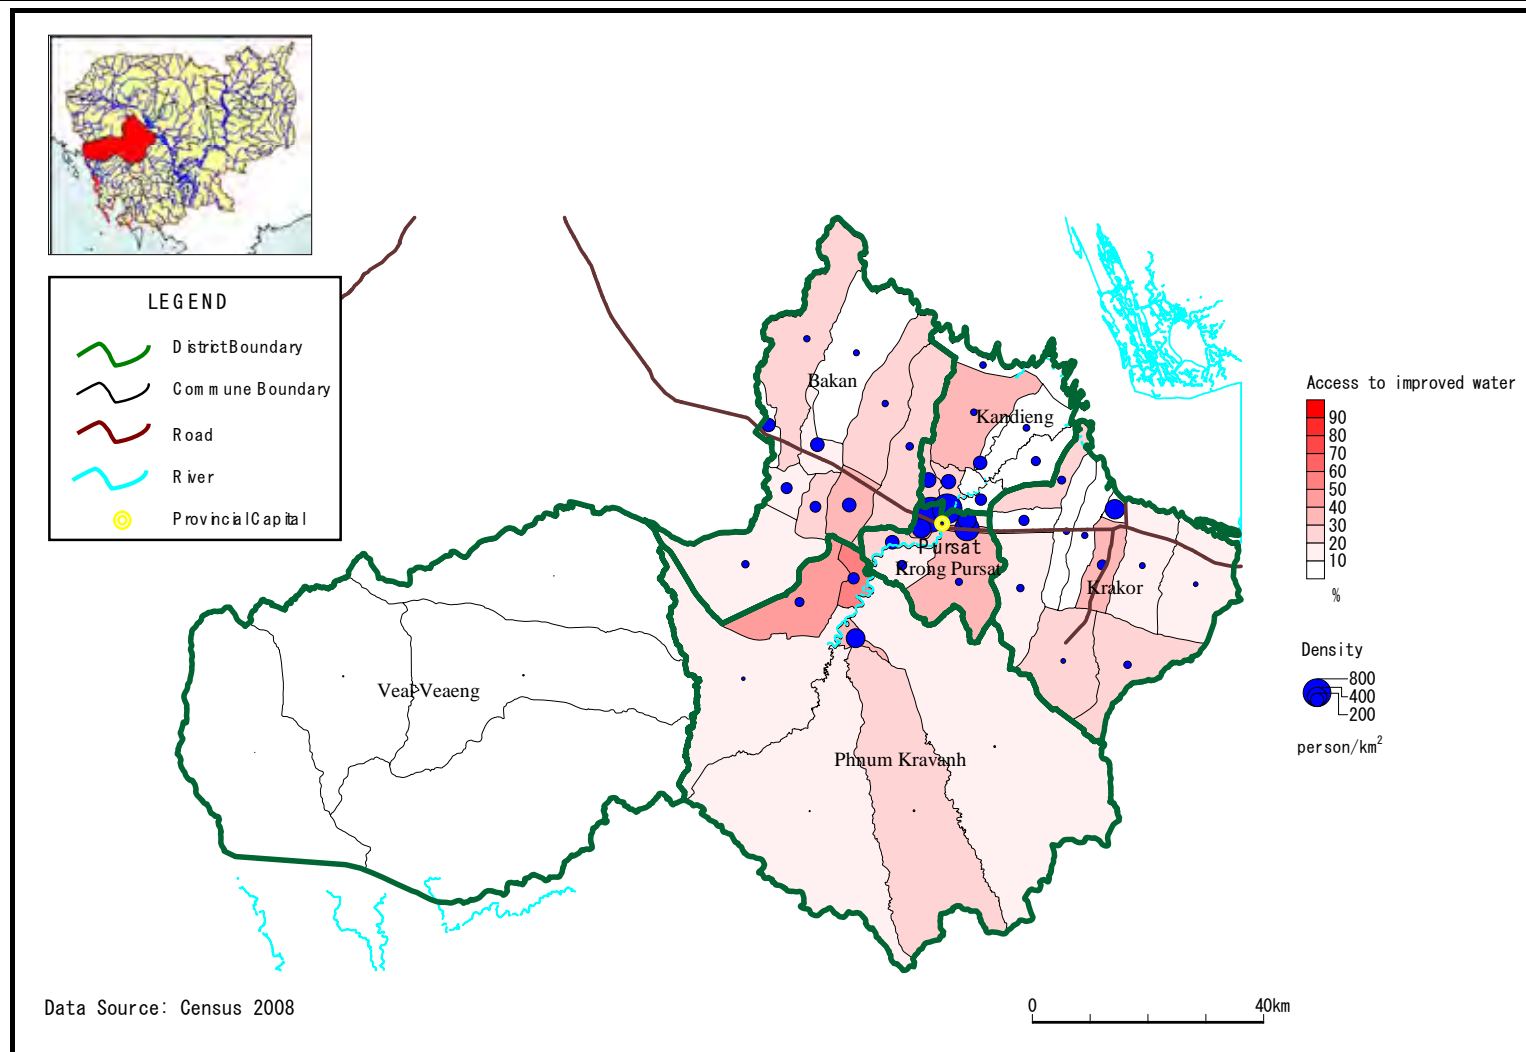 LEGEND
District Boundary
Commune Boundary
Road
River
Provincial Capital
Bakan
Kandieng
Pursat
Krong Pursat
Krakor
Veal Veaeng
Phnum Kravanh
Access to improved water
90
80
70
60
50
40
30
20
10
%
Density
800
400
200
person/km²
Data Source: Census 2008
0 40km